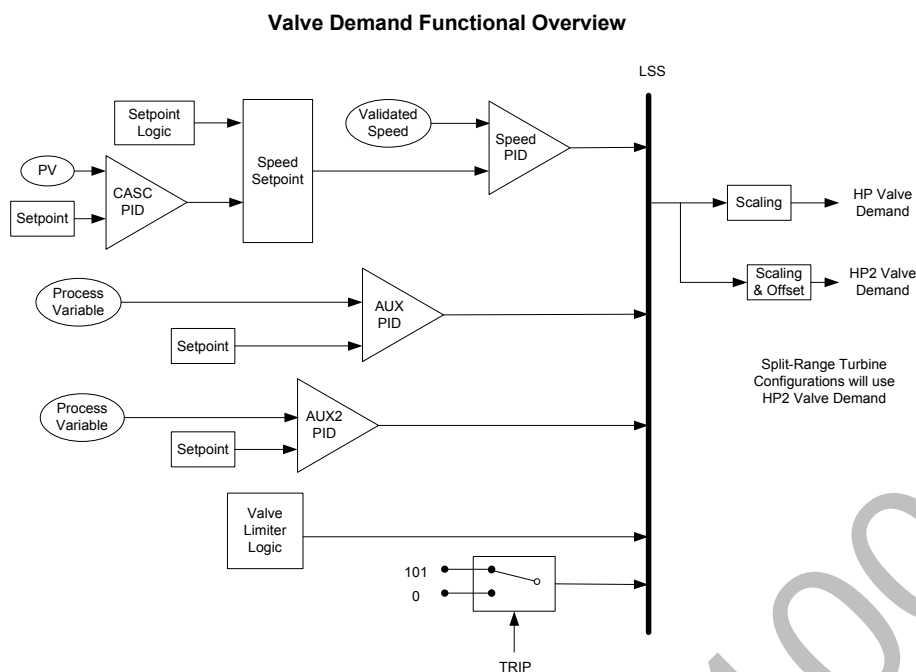 Valve Demand Functional Overview
LSS
Setpoint
Logic
Validated
Speed
Speed
PID
PV
Speed
Setpoint
CASC
PID
Setpoint
Scaling
HP Valve
Demand
Scaling
& Offset
HP2 Valve
Demand
Process
Variable
AUX
PID
Setpoint
Split-Range Turbine
Configurations will use
HP2 Valve Demand
Process
Variable
AUX2
PID
Setpoint
Valve
Limiter
Logic
101
0
TRIP
100